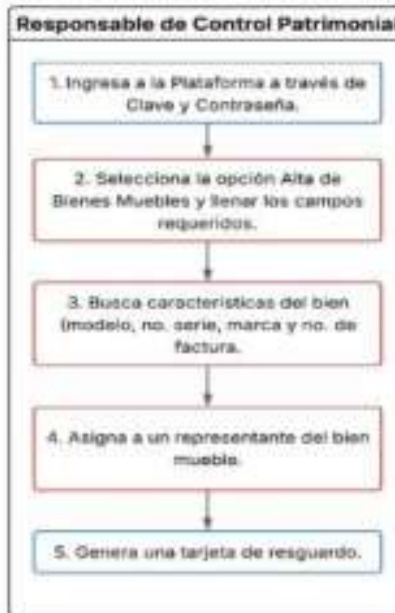 Responsable de Control Patrimonial
1. Ingresa a la Plataforma a través de
Clave y Contraseña.
2. Selecciona la opción Alta de
Bienes Muebles y llenar los campos
requeridos.
3. Busca características del bien
(modelo, no. serie, marca y no. de
factura.
4. Asigna a un representante del bien
mueble.
5. Genera una tarjeta de resguardo.